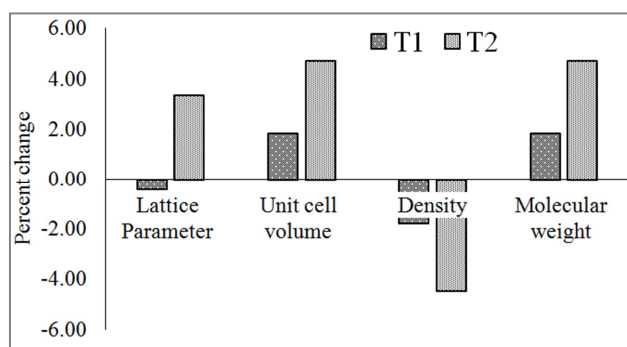 6.00
T1 T2
4.00
2.00
0.00
Lattice Unit cell Density Molecular
Parameter volume weight
-2.00
-4.00
-6.00
Percent change